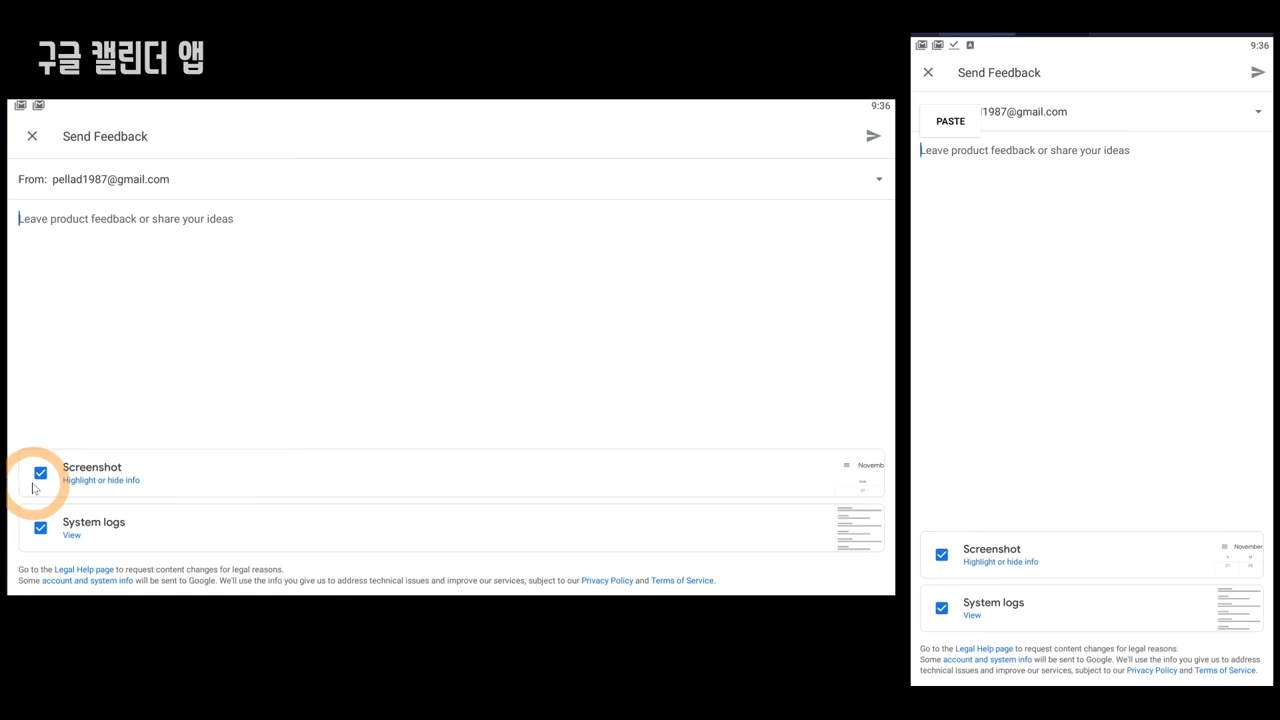 구글 캘린더 앱
9:36
Send Feedback
From: pellad1987@gmail.com
Leave product feedback or share your ideas
Screenshot
Highlight or hide info
Novemb
System logs
View
Go to the Legal Help page to request content changes for legal reasons.
Some account and system info will be sent to Google. We'll use the info you give us to address technical issues and improve our services, subject to our Privacy Policy and Terms of Service.
9:36
Send Feedback
PASTE
1987@gmail.com
Leave product feedback or share your ideas
Screenshot
Highlight or hide info
November
System logs
View
Go to the Legal Help page to request content changes for legal reasons.
Some account and system info will be sent to Google. We'll use the info you give us to address
technical issues and improve our services, subject to our Privacy Policy and Terms of Service.